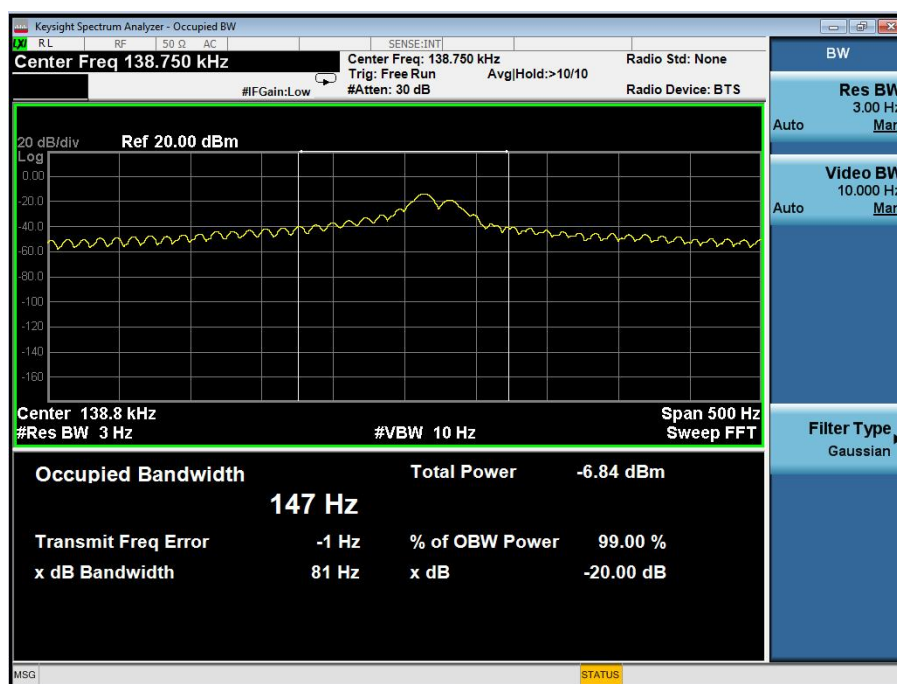 Keysight Spectrum Analyzer - Occupied BW
LXI RL RF 50 Ω AC SENSE:INT
Center Freq 138.750 kHz
Center Freq: 138.750 kHz Radio Std: None
Trig: Free Run Avg|Hold:>10/10
#IFGain:Low #Atten: 30 dB Radio Device: BTS
20 dB/div Ref 20.00 dBm
Log
0.00
-20.0
-40.0
-60.0
-80.0
-100
-120
-140
-160
Center 138.8 kHz Span 500 Hz
#Res BW 3 Hz #VBW 10 Hz Sweep FFT
Occupied Bandwidth Total Power -6.84 dBm
147 Hz
Transmit Freq Error -1 Hz % of OBW Power 99.00 %
x dB Bandwidth 81 Hz x dB -20.00 dB
MSG STATUS
BW
Res BW
3.00 Hz
Auto Man
Video BW
10.000 Hz
Auto Man
Filter Type
Gaussian